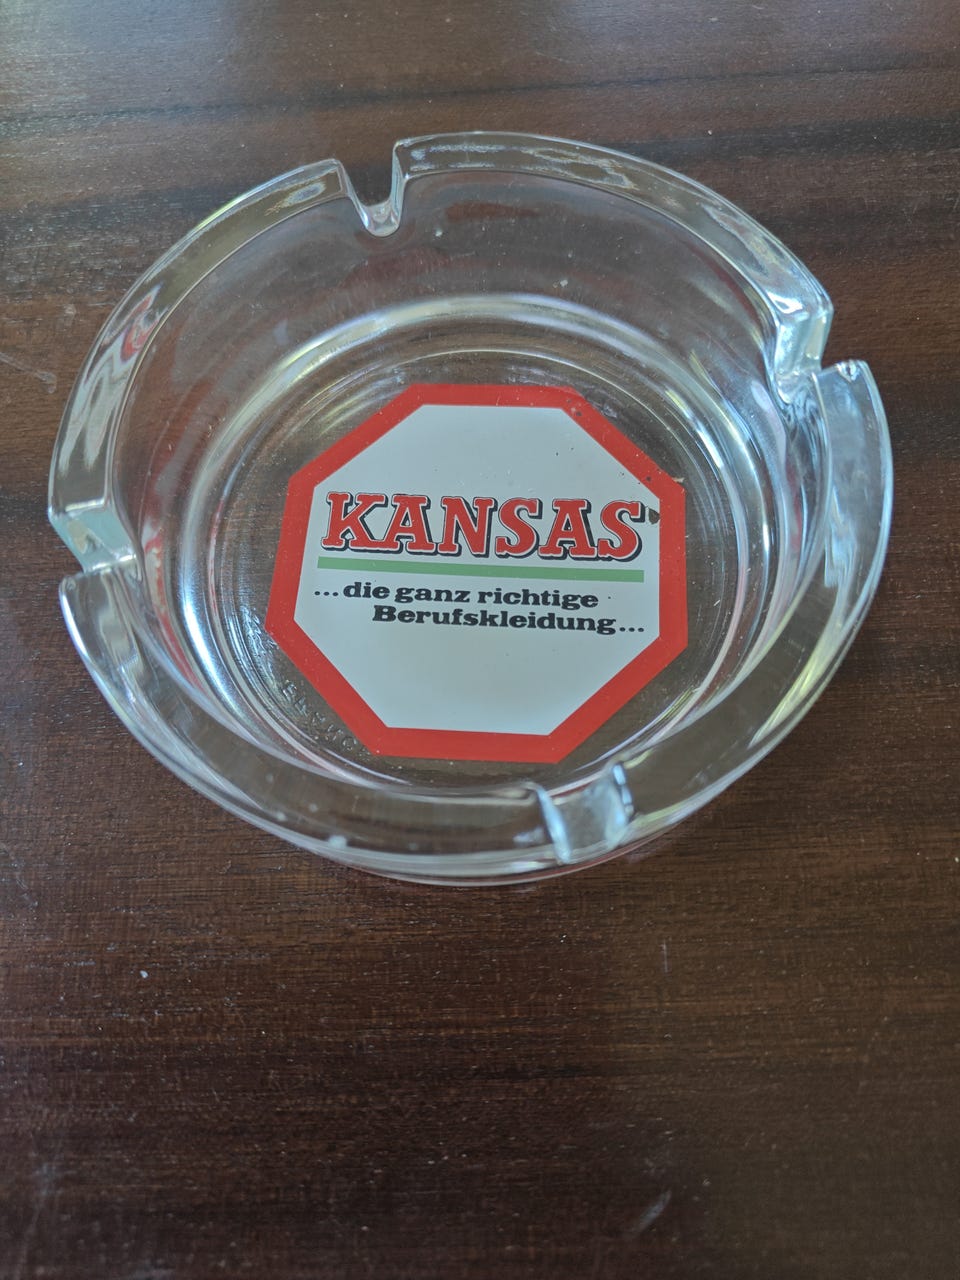 KANSAS
...die ganz richtige
Berufskleidung...